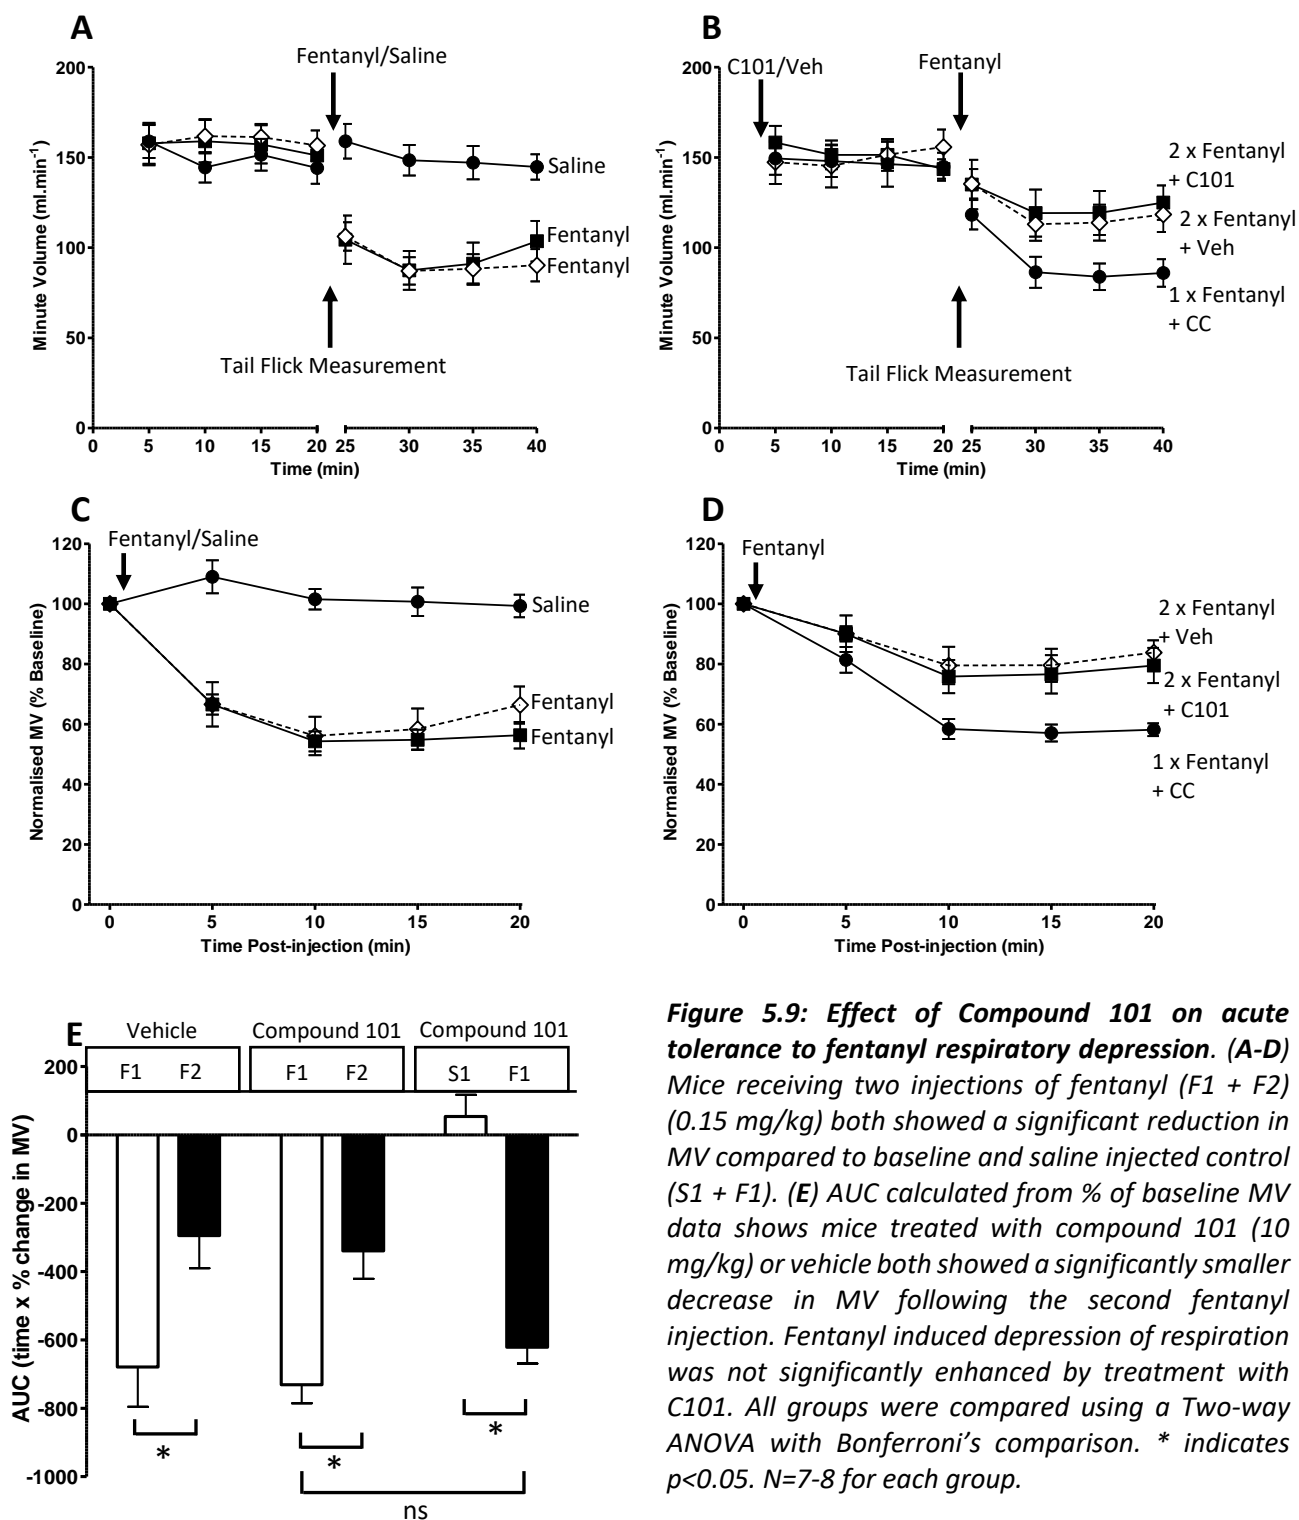 A
Fentanyl/Saline
200
150
100
50
0
Minute Volume (ml.min-1)
Saline
Fentanyl
Fentanyl
Tail Flick Measurement
0 5 10 15 20 25 30 35 40
Time (min)
B
C101/Veh
Fentanyl
200
150
100
50
0
Minute Volume (ml.min-1)
2 x Fentanyl
+ C101
2 x Fentanyl
+ Veh
1 x Fentanyl
+ CC
Tail Flick Measurement
0 5 10 15 20 25 30 35 40
Time (min)
C
Fentanyl/Saline
120
100
80
60
40
20
0
Normalised MV (% Baseline)
Saline
Fentanyl
Fentanyl
0 5 10 15 20
Time Post-injection (min)
D
Fentanyl
120
100
80
60
40
20
0
Normalised MV (% Baseline)
2 x Fentanyl
+ Veh
2 x Fentanyl
+ C101
1 x Fentanyl
+ CC
0 5 10 15 20
Time Post-injection (min)
E
Vehicle Compound 101 Compound 101
F1 F2 F1 F2 S1 F1
200
0
-200
-400
-600
-800
-1000
AUC (time x % change in MV)
*
*
*
ns
Figure 5.9: Effect of Compound 101 on acute
tolerance to fentanyl respiratory depression. (A-D)
Mice receiving two injections of fentanyl (F1 + F2)
(0.15 mg/kg) both showed a significant reduction in
MV compared to baseline and saline injected control
(S1 + F1). (E) AUC calculated from % of baseline MV
data shows mice treated with compound 101 (10
mg/kg) or vehicle both showed a significantly smaller
decrease in MV following the second fentanyl
injection. Fentanyl induced depression of respiration
was not significantly enhanced by treatment with
C101. All groups were compared using a Two-way
ANOVA with Bonferroni’s comparison. * indicates
p<0.05. N=7-8 for each group.